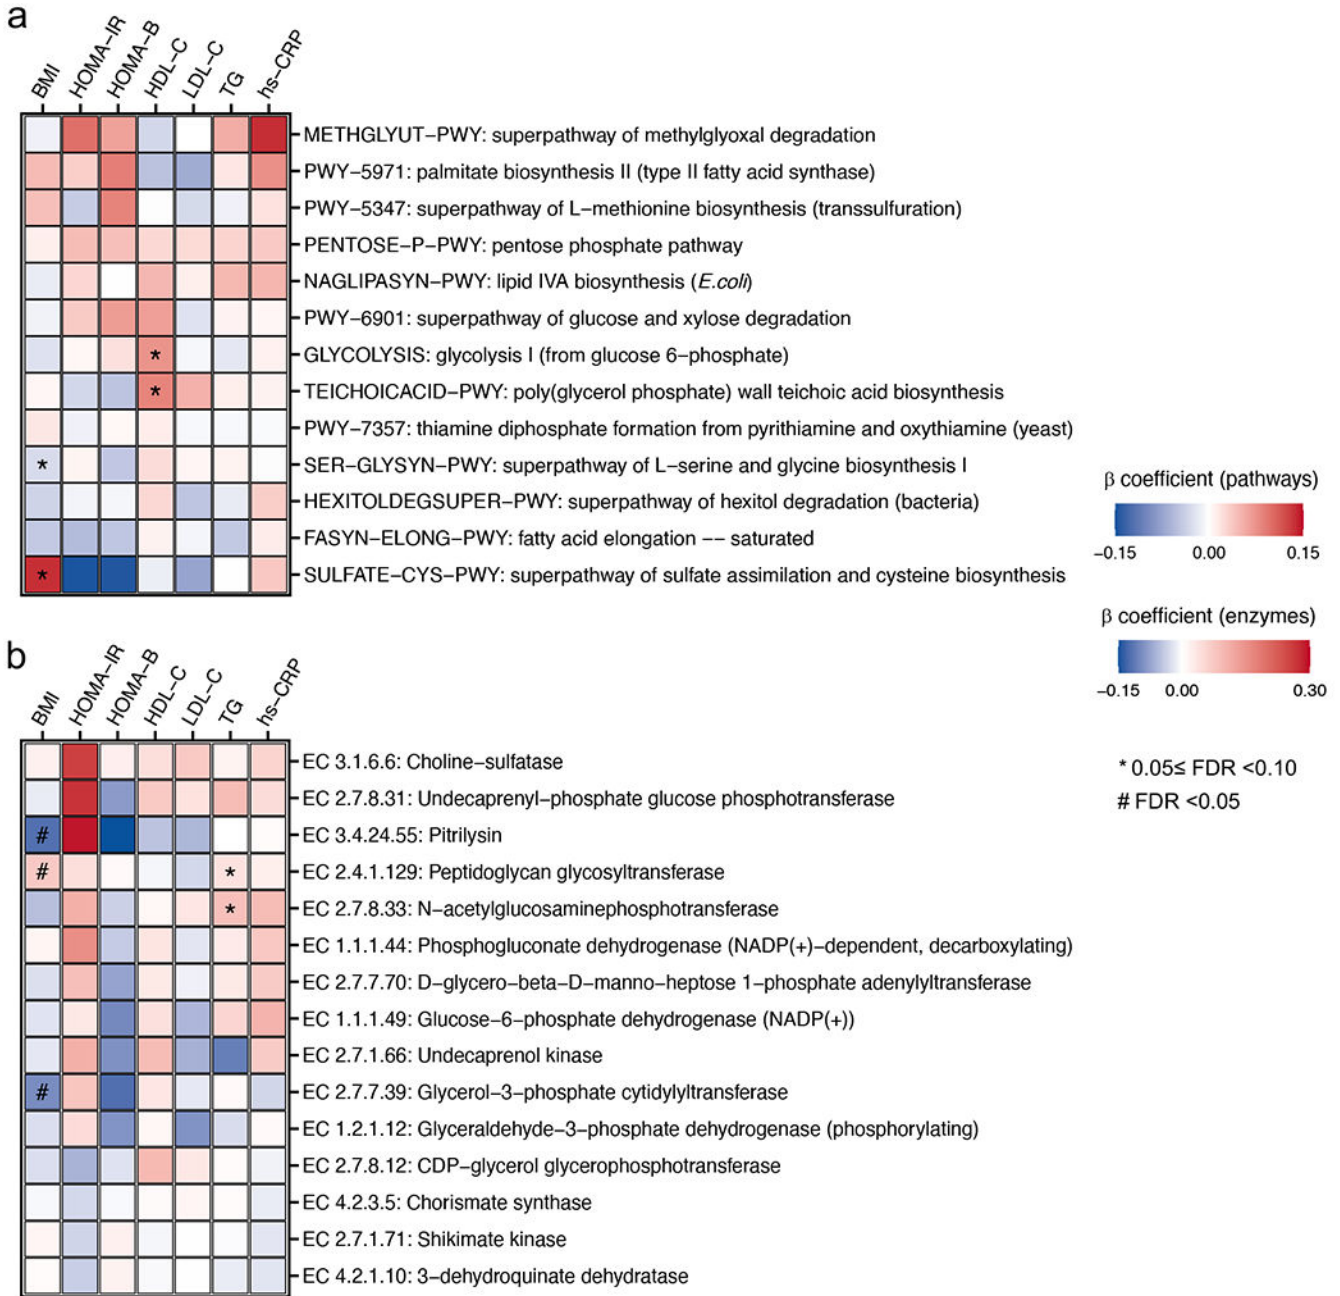 a
BMI
HOMA−IR
HOMA−B
HDL−C
LDL−C
TG
hs−CRP
METHGLYUT−PWY: superpathway of methylglyoxal degradation
PWY−5971: palmitate biosynthesis II (type II fatty acid synthase)
PWY−5347: superpathway of L−methionine biosynthesis (transsulfuration)
PENTOSE−P−PWY: pentose phosphate pathway
NAGLIPASYN−PWY: lipid IVA biosynthesis (E.coli)
PWY−6901: superpathway of glucose and xylose degradation
* GLYCOLYSIS: glycolysis I (from glucose 6−phosphate)
* TEICHOICACID−PWY: poly(glycerol phosphate) wall teichoic acid biosynthesis
PWY−7357: thiamine diphosphate formation from pyrithiamine and oxythiamine (yeast)
* SER−GLYSYN−PWY: superpathway of L−serine and glycine biosynthesis I
HEXITOLDEGSUPER−PWY: superpathway of hexitol degradation (bacteria)
FASYN−ELONG−PWY: fatty acid elongation −− saturated
* SULFATE−CYS−PWY: superpathway of sulfate assimilation and cysteine biosynthesis
β coefficient (pathways)
−0.15 0.00 0.15
β coefficient (enzymes)
−0.15 0.00 0.30
* 0.05≤ FDR <0.10
# FDR <0.05
b
BMI
HOMA−IR
HOMA−B
HDL−C
LDL−C
TG
hs−CRP
EC 3.1.6.6: Choline−sulfatase
EC 2.7.8.31: Undecaprenyl−phosphate glucose phosphotransferase
# EC 3.4.24.55: Pitrilysin
# * EC 2.4.1.129: Peptidoglycan glycosyltransferase
* EC 2.7.8.33: N−acetylglucosaminephosphotransferase
EC 1.1.1.44: Phosphogluconate dehydrogenase (NADP(+)−dependent, decarboxylating)
EC 2.7.7.70: D−glycero−beta−D−manno−heptose 1−phosphate adenylyltransferase
EC 1.1.1.49: Glucose−6−phosphate dehydrogenase (NADP(+))
EC 2.7.1.66: Undecaprenol kinase
# EC 2.7.7.39: Glycerol−3−phosphate cytidylyltransferase
EC 1.2.1.12: Glyceraldehyde−3−phosphate dehydrogenase (phosphorylating)
EC 2.7.8.12: CDP−glycerol glycerophosphotransferase
EC 4.2.3.5: Chorismate synthase
EC 2.7.1.71: Shikimate kinase
EC 4.2.1.10: 3−dehydroquinate dehydratase